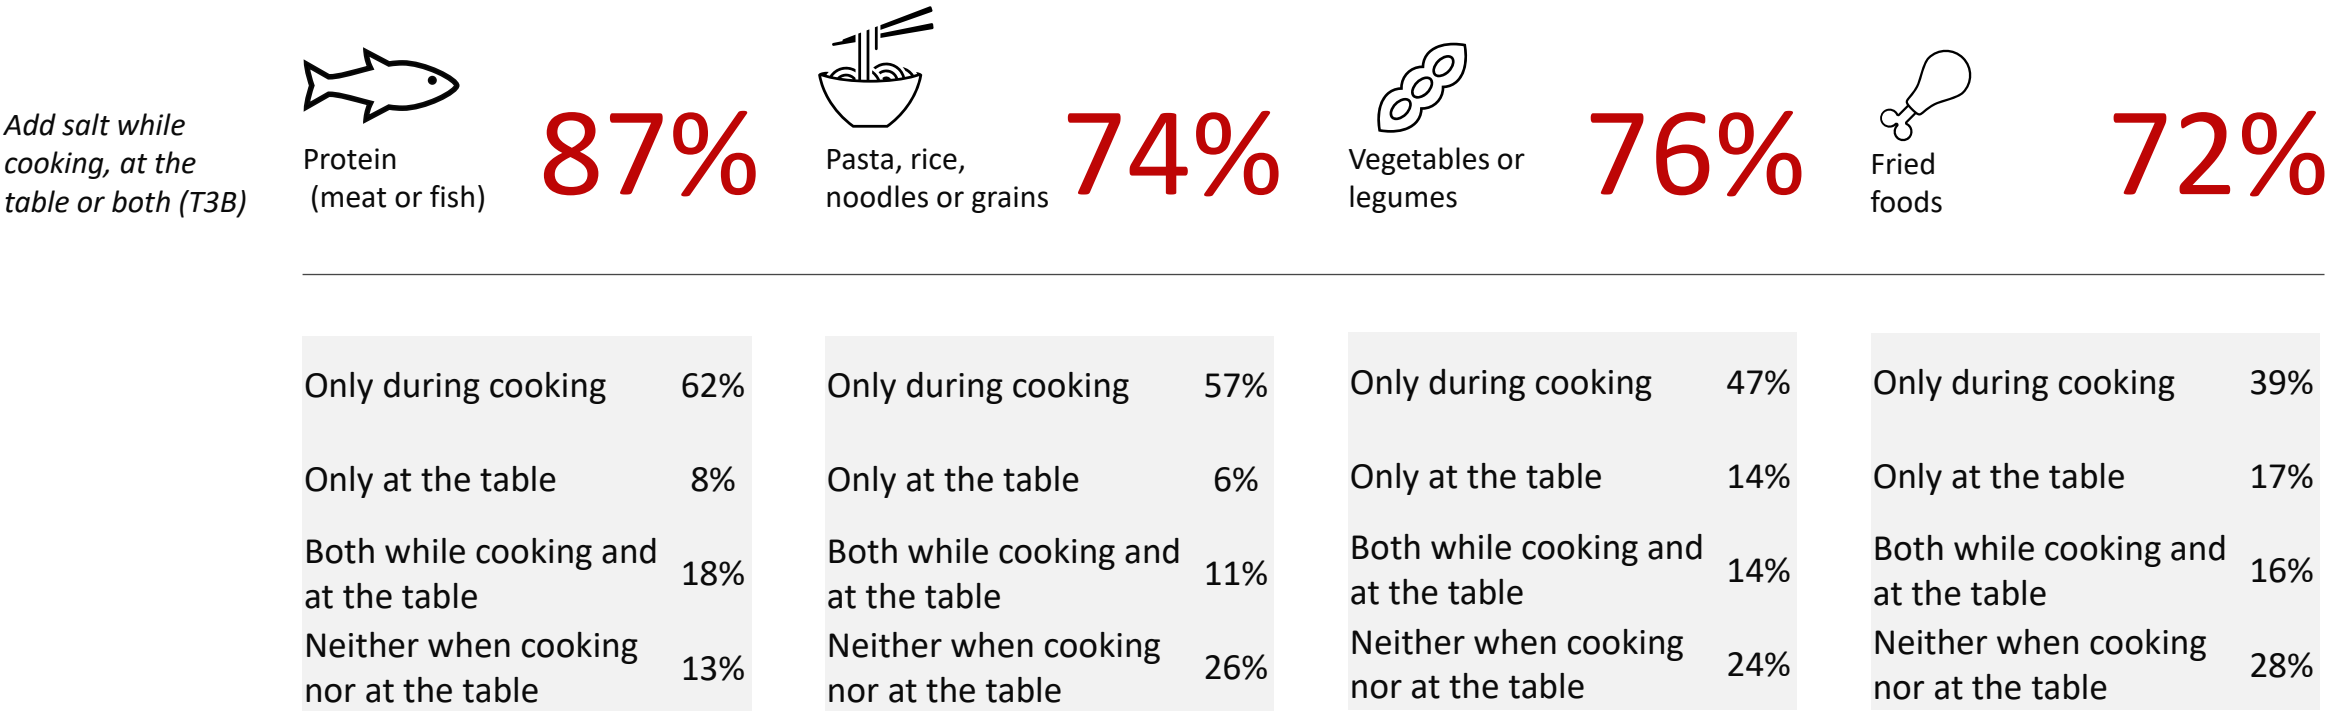 Add salt while
cooking, at the
table or both (T3B)
Protein
(meat or fish)
87%
Pasta, rice,
noodles or grains
74%
Vegetables or
legumes
76%
Fried
foods
72%
Only during cooking 62%
Only at the table 8%
Both while cooking and
at the table
18%
Neither when cooking
nor at the table
13%
Only during cooking 57%
Only at the table 6%
Both while cooking and
at the table
11%
Neither when cooking
nor at the table
26%
Only during cooking 47%
Only at the table 14%
Both while cooking and
at the table
14%
Neither when cooking
nor at the table
24%
Only during cooking 39%
Only at the table 17%
Both while cooking and
at the table
16%
Neither when cooking
nor at the table
28%